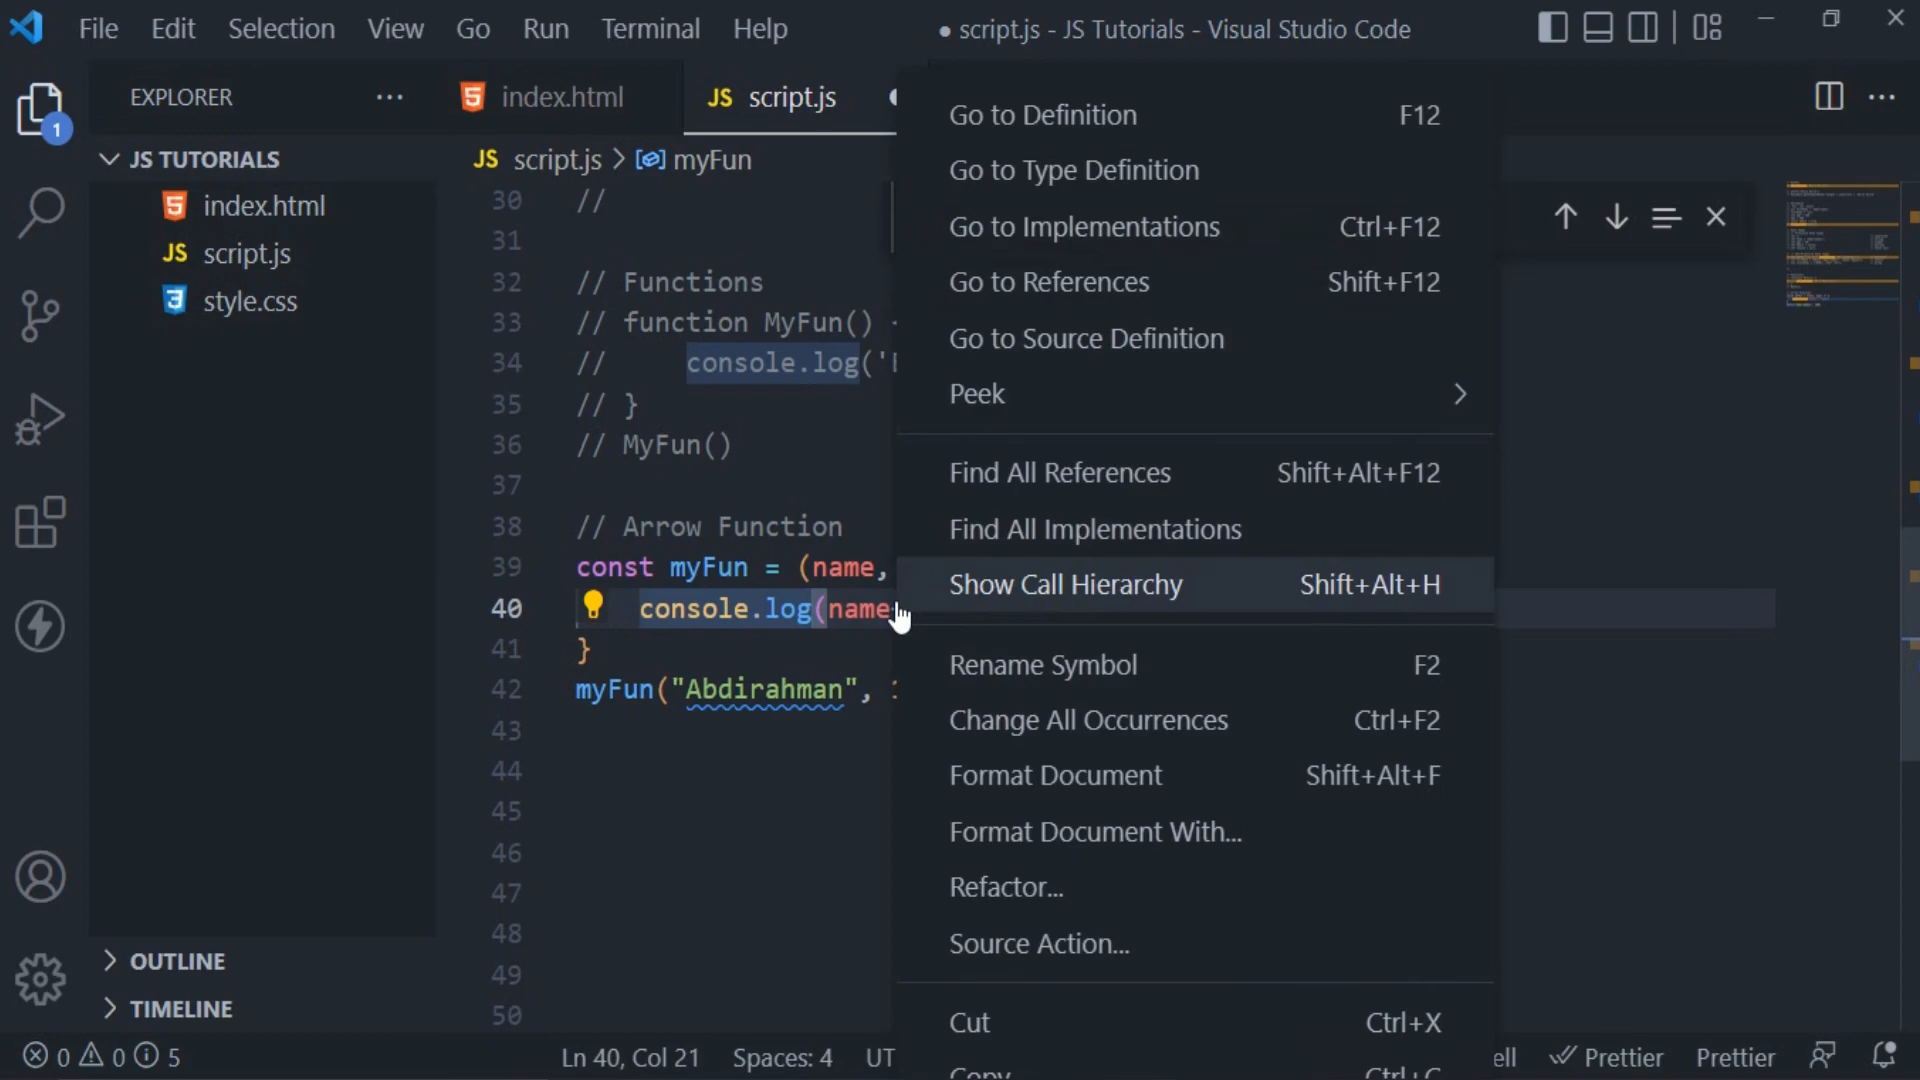 File Edit Selection View Go Run Terminal Help
● script.js - JS Tutorials - Visual Studio Code
EXPLORER
index.html
JS script.js
1
JS TUTORIALS
index.html
JS script.js
style.css
OUTLINE
TIMELINE
JS script.js > myFun
30 //
31
32 // Functions
33 // function MyFun()
34 // console.log('
35 // }
36 // MyFun()
37
38 // Arrow Function
39 const myFun = (name,
40 console.log(name
41 }
42 myFun("Abdirahman",
43
44
45
46
47
48
49
50
Go to Definition F12
Go to Type Definition
Go to Implementations Ctrl+F12
Go to References Shift+F12
Go to Source Definition
Peek
Find All References Shift+Alt+F12
Find All Implementations
Show Call Hierarchy Shift+Alt+H
Rename Symbol F2
Change All Occurrences Ctrl+F2
Format Document Shift+Alt+F
Format Document With...
Refactor...
Source Action...
Cut Ctrl+X
Copy Ctrl+C
0 0 5
Ln 40, Col 21 Spaces: 4 UT
ell Prettier Prettier